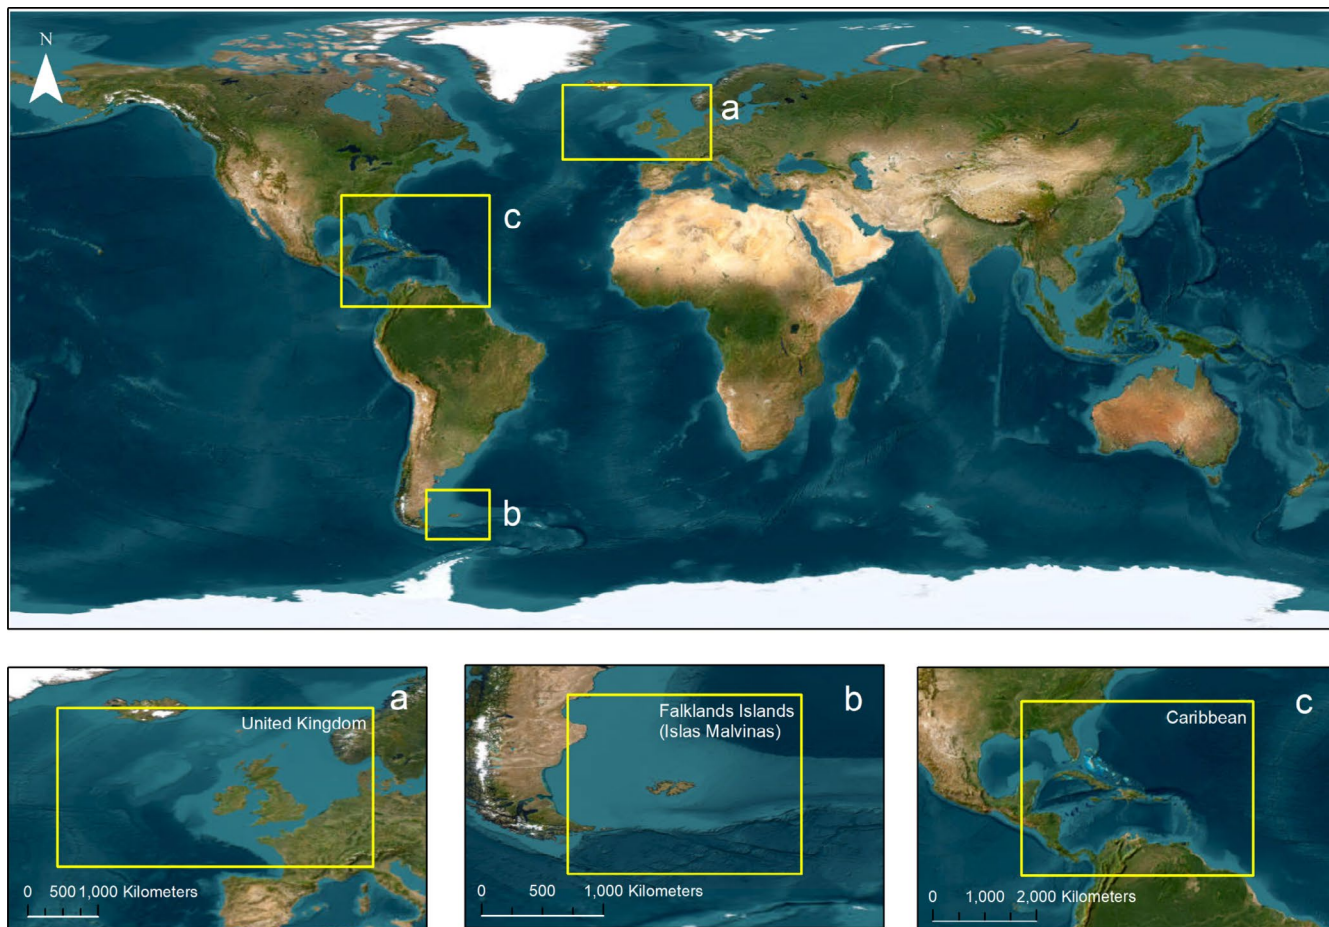 N
a
c
b
a
United Kingdom
0 500 1,000 Kilometers
b
Falklands Islands
(Islas Malvinas)
0 500 1,000 Kilometers
c
Caribbean
0 1,000 2,000 Kilometers